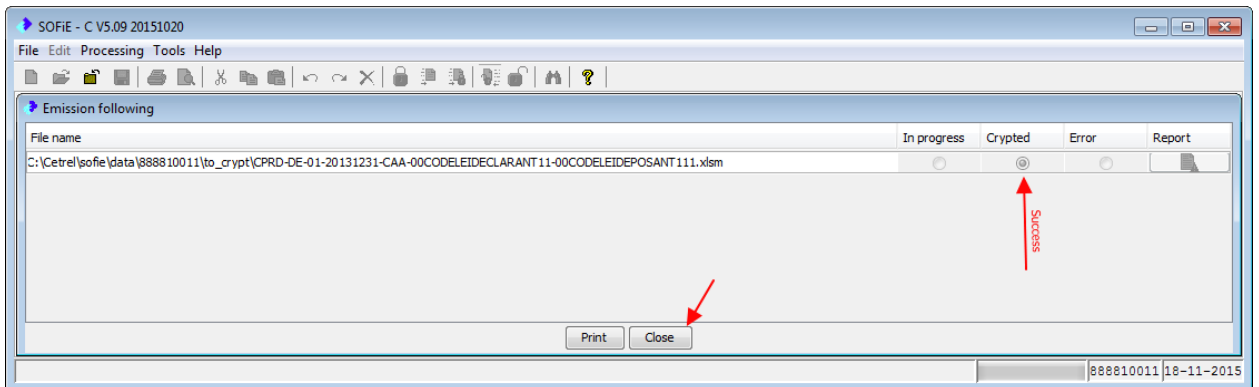 SOFiE - C V5.09 20151020
File Edit Processing Tools Help
Emission following
File name In progress Crypted Error Report
C:\Cetrel\sofie\data\888810011\to_crypt\CPRD-DE-01-20131231-CAA-00CODELEIDECLARANT11-00CODELEIDEPOSANT111.xlsm
Success
Print Close
888810011 18-11-2015